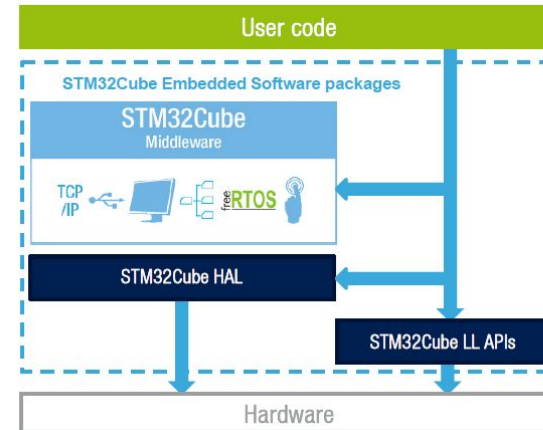 User code
STM32Cube Embedded Software packages
STM32Cube
Middleware
TCP
/IP
free RTOS
STM32Cube HAL
STM32Cube LL APIs
Hardware